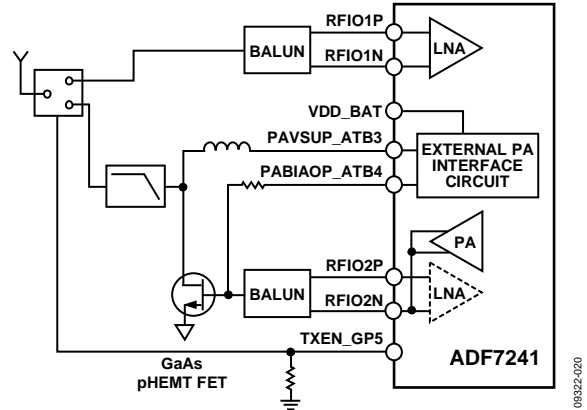 RFIO1P
BALUN
LNA
RFIO1N
VDD_BAT
PAVSUP_ATB3
EXTERNAL PA
INTERFACE
CIRCUIT
PABIAOP_ATB4
PA
RFIO2P
BALUN
LNA
RFIO2N
TXEN_GP5
ADF7241
GaAs
pHEMT FET
09322-020